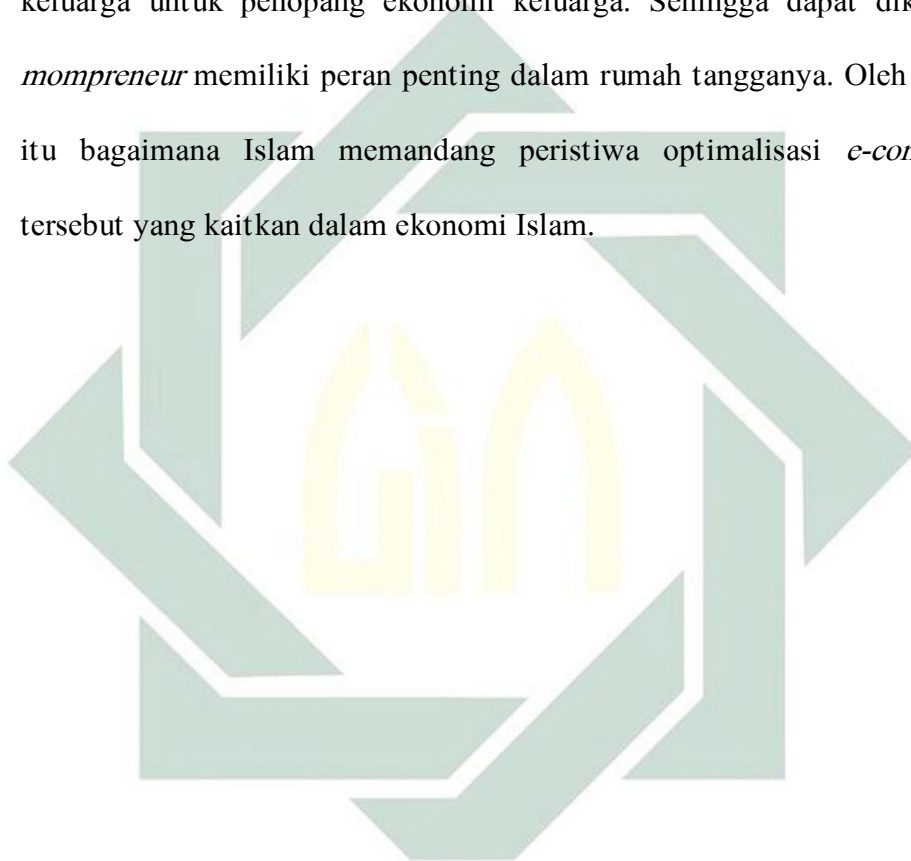 keluarga untuk penopang ekonomi keluarga. Sehingga dapat
mompreneur memiliki peran penting dalam rumah tangganya. Oleh
itu bagaimana Islam memandang peristiwa optimalisasi
tersebut yang kaitkan dalam ekonomi Islam.